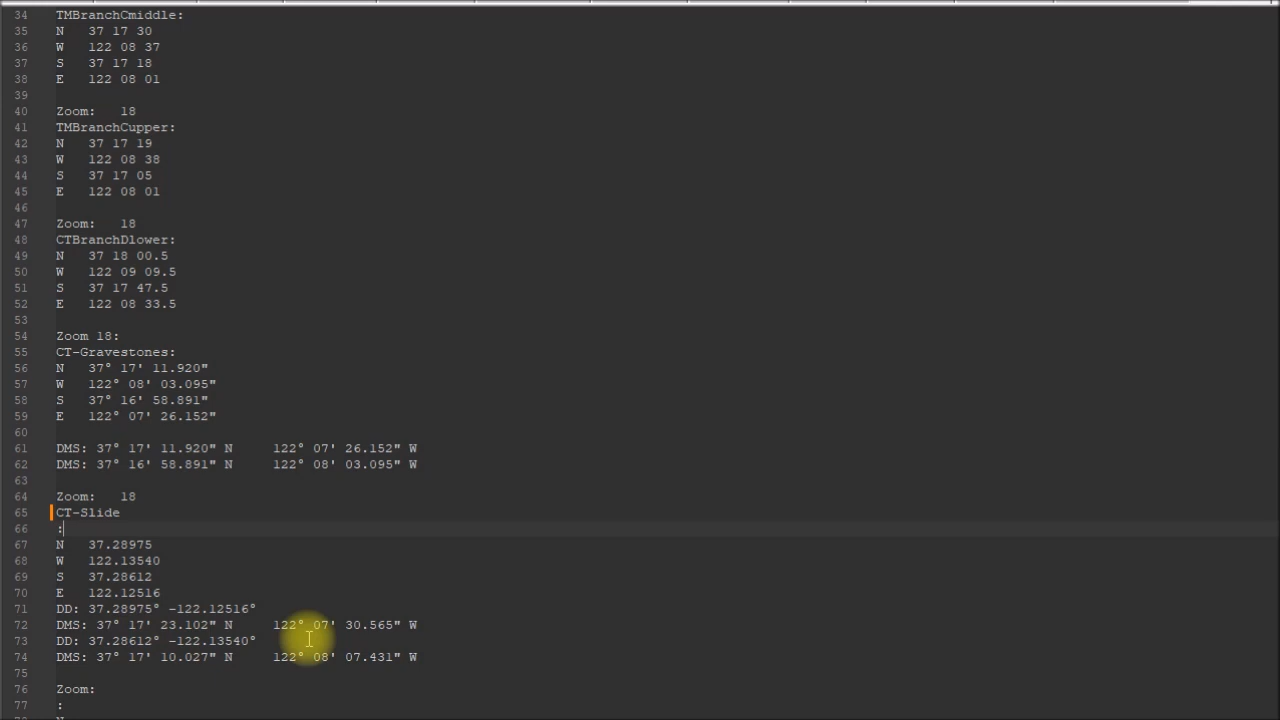 34 TMBranchCmiddle:
35 N 37 17 30
36 W 122 08 37
37 S 37 17 18
38 E 122 08 01
39
40 Zoom: 18
41 TMBranchCupper:
42 N 37 17 19
43 W 122 08 38
44 S 37 17 05
45 E 122 08 01
46
47 Zoom: 18
48 CTBranchDlower:
49 N 37 18 00.5
50 W 122 09 09.5
51 S 37 17 47.5
52 E 122 08 33.5
53
54 Zoom 18:
55 CT-Gravestones:
56 N 37° 17' 11.920"
57 W 122° 08' 03.095"
58 S 37° 16' 58.891"
59 E 122° 07' 26.152"
60
61 DMS: 37° 17' 11.920" N 122° 07' 26.152" W
62 DMS: 37° 16' 58.891" N 122° 08' 03.095" W
63
64 Zoom: 18
65 CT-Slide
66 :
67 N 37.28975
68 W 122.13540
69 S 37.28612
70 E 122.12516
71 DD: 37.28975° -122.12516°
72 DMS: 37° 17' 23.102" N 122° 07' 30.565" W
73 DD: 37.28612° -122.13540°
74 DMS: 37° 17' 10.027" N 122° 08' 07.431" W
75
76 Zoom:
77 :